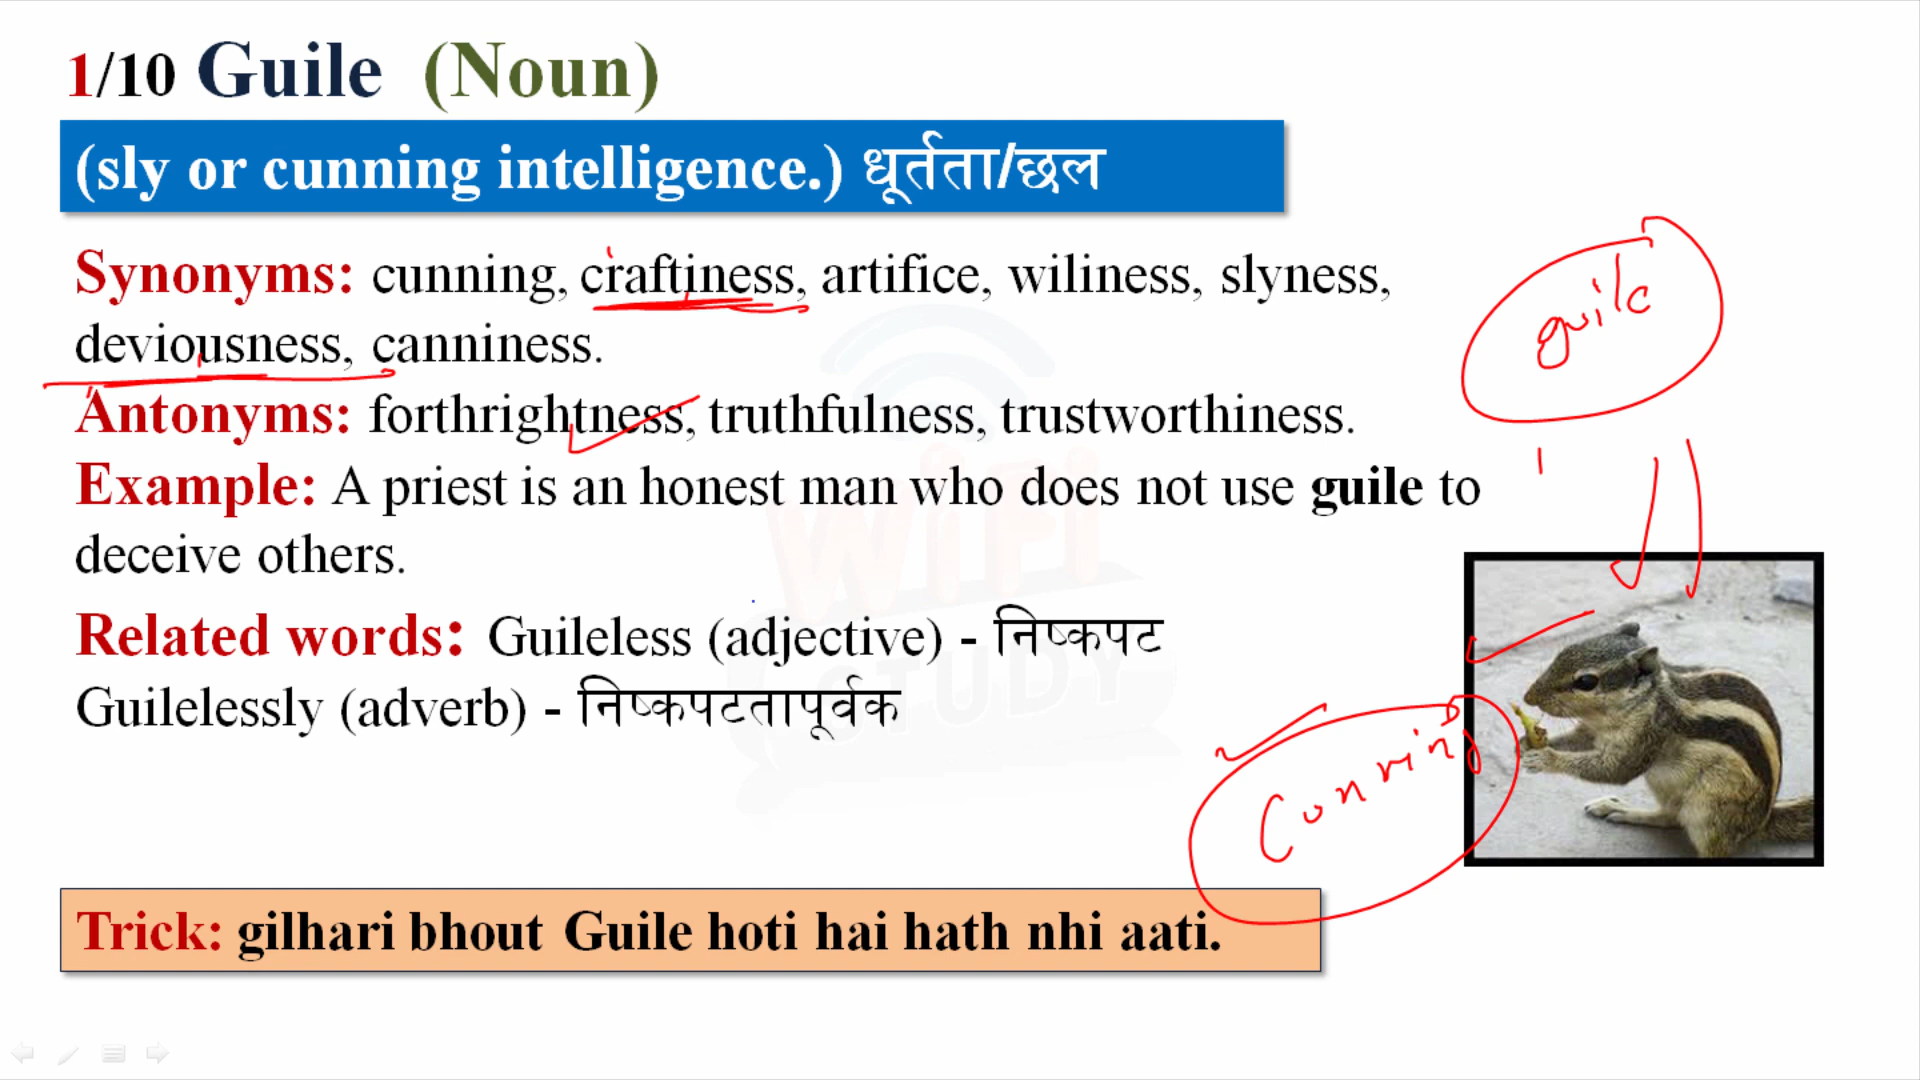 1/10 Guile (Noun)
(sly or cunning intelligence.) धूर्तता/छल
Synonyms: cunning, craftiness, artifice, wiliness, slyness,
deviousness, canniness.
Antonyms: forthrightness, truthfulness, trustworthiness.
Example: A priest is an honest man who does not use guile to
deceive others.
Related words: Guileless (adjective) - निष्कपट
Guilelessly (adverb) - निष्कपटतापूर्वक
guile
Cunning
Trick: gilhari bhout Guile hoti hai hath nhi aati.
WiFi
STUDY